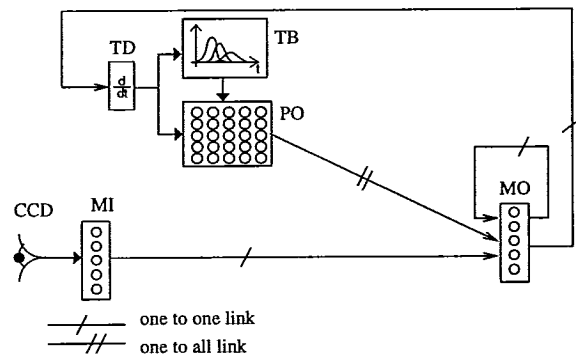 TD
TB
d
dt
t
PO
MO
CCD
MI
one to one link
one to all link